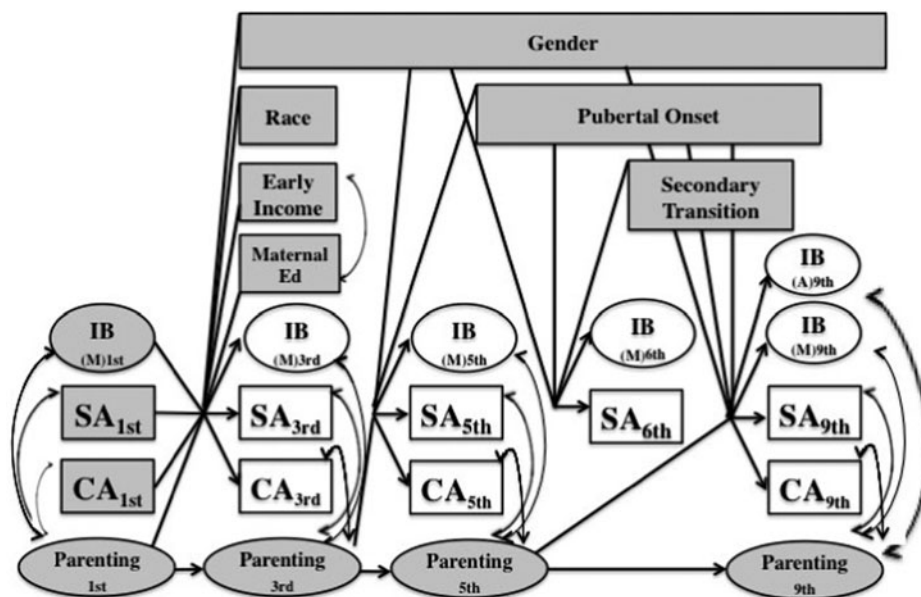 Gender
Race
Pubertal Onset
Early
Income
Secondary
Transition
Maternal
Ed
IB
(A)9th
IB
(M)1st
IB
(M)3rd
IB
(M)5th
IB
(M)6th
IB
(M)9th
SA1st
SA3rd
SA5th
SA6th
SA9th
CA1st
CA3rd
CA5th
CA9th
Parenting
1st
Parenting
3rd
Parenting
5th
Parenting
9th